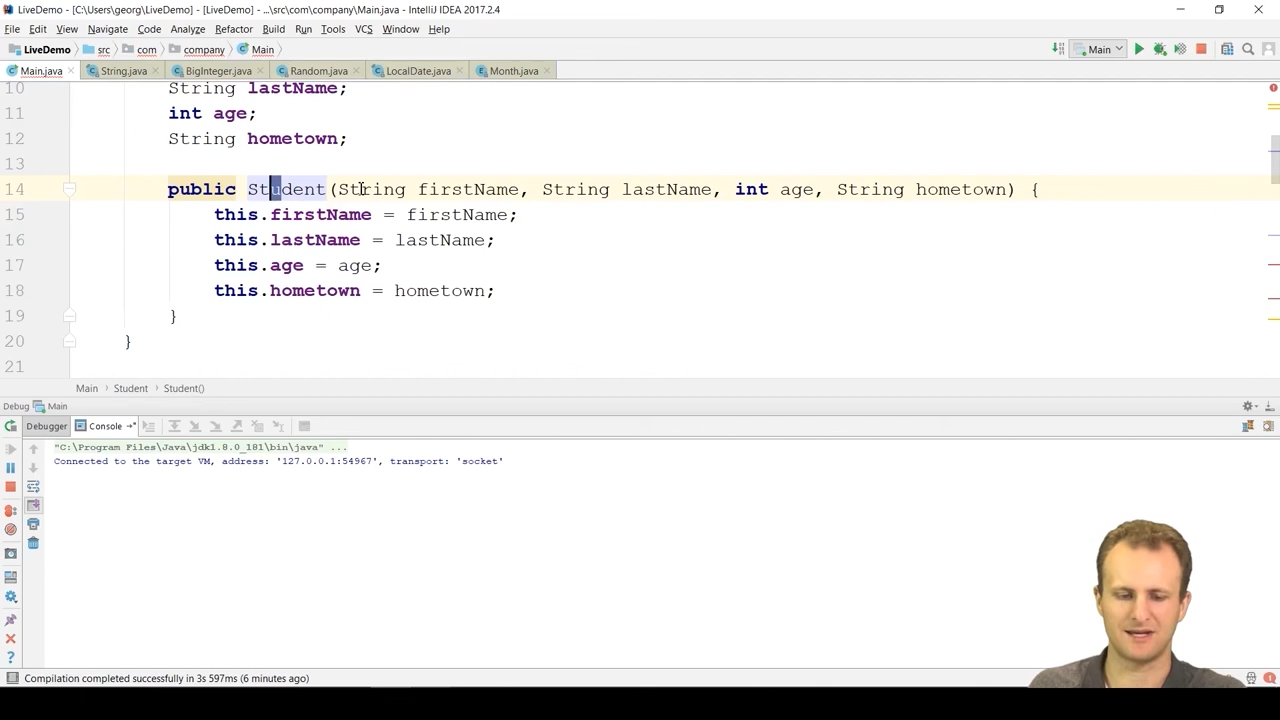 LiveDemo - [C:\Users\georg\LiveDemo] - [LiveDemo] - ...\src\com\company\Main.java - IntelliJ IDEA 2017.2.4
File Edit View Navigate Code Analyze Refactor Build Run Tools VCS Window Help
LiveDemo src com company Main Main
Main.java String.java BigInteger.java Random.java LocalDate.java Month.java
10 String lastName;
11 int age;
12 String hometown;
13
14 public Student(String firstName, String lastName, int age, String hometown) {
15 this.firstName = firstName;
16 this.lastName = lastName;
17 this.age = age;
18 this.hometown = hometown;
19 }
20 }
21
Main Student Student()
Debug Main
Debugger Console
"C:\Program Files\Java\jdk1.8.0_181\bin\java" ...
Connected to the target VM, address: '127.0.0.1:54967', transport: 'socket'
Compilation completed successfully in 3s 597ms (6 minutes ago)